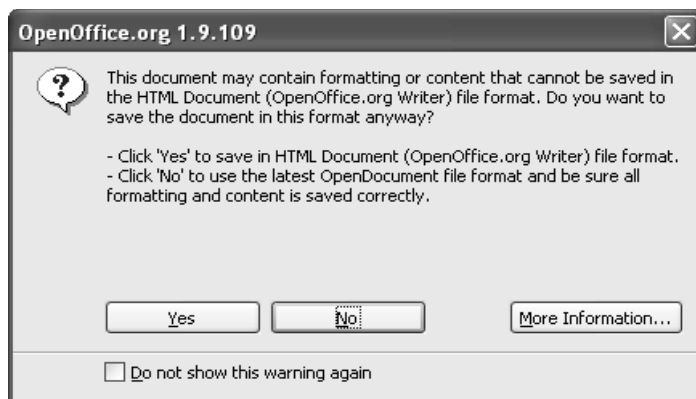 OpenOffice.org 1.9.109
This document may contain formatting or content that cannot be saved in
the HTML Document (OpenOffice.org Writer) file format. Do you want to
save the document in this format anyway?
- Click 'Yes' to save in HTML Document (OpenOffice.org Writer) file format.
- Click 'No' to use the latest OpenDocument file format and be sure all
formatting and content is saved correctly.
Yes
No
More Information...
Do not show this warning again